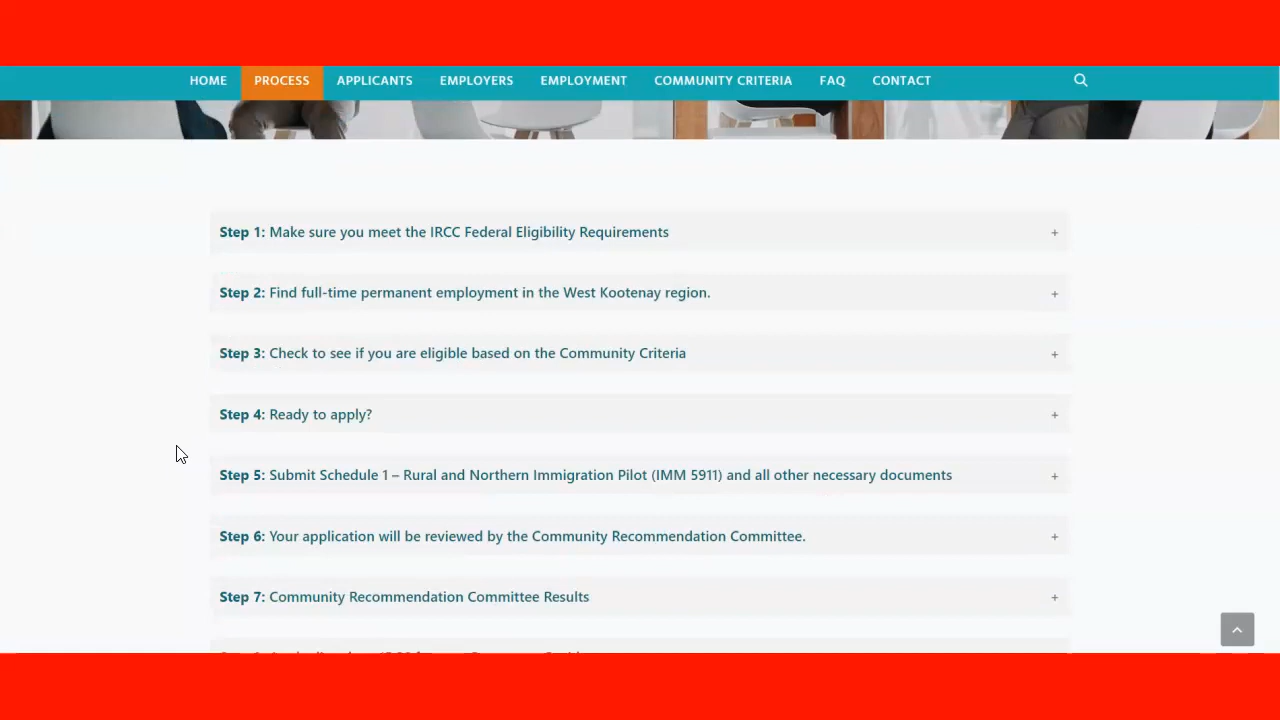 HOME PROCESS APPLICANTS EMPLOYERS EMPLOYMENT COMMUNITY CRITERIA FAQ CONTACT
Step 1: Make sure you meet the IRCC Federal Eligibility Requirements +
Step 2: Find full-time permanent employment in the West Kootenay region. +
Step 3: Check to see if you are eligible based on the Community Criteria +
Step 4: Ready to apply? +
Step 5: Submit Schedule 1 – Rural and Northern Immigration Pilot (IMM 5911) and all other necessary documents +
Step 6: Your application will be reviewed by the Community Recommendation Committee. +
Step 7: Community Recommendation Committee Results +